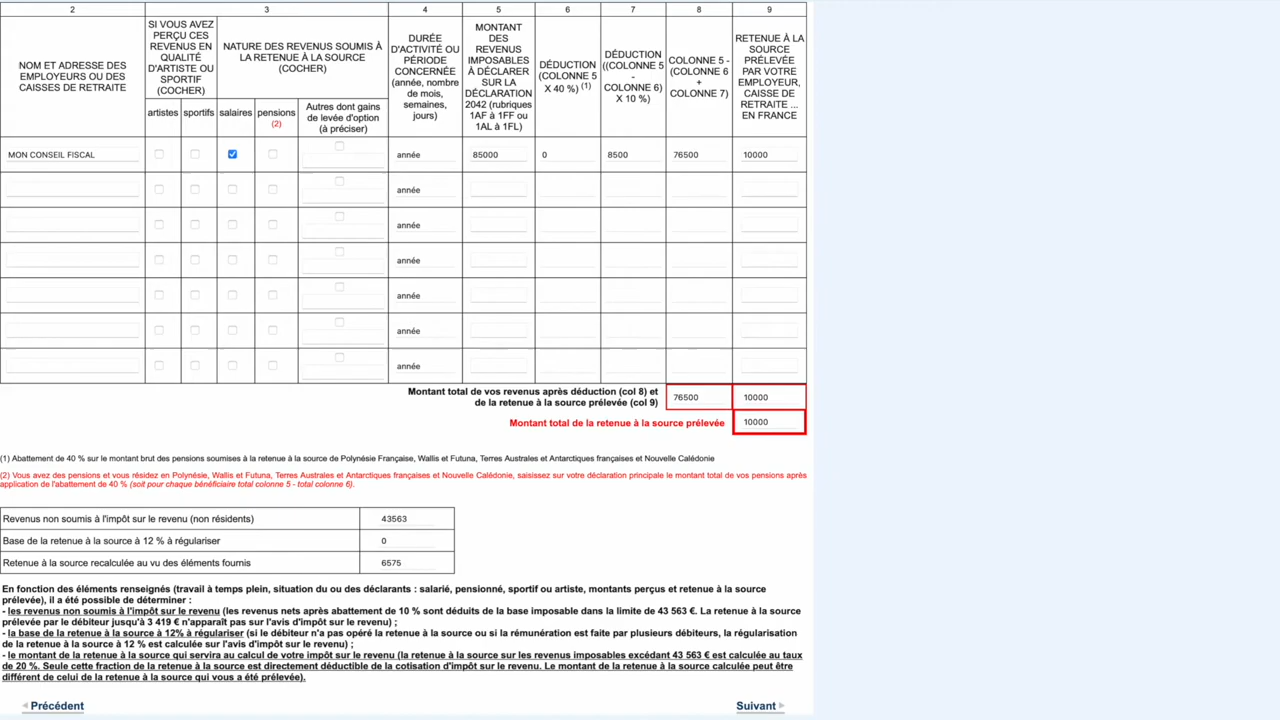 2 3 4 5 6 7 8 9
NOM ET ADRESSE DES
EMPLOYEURS OU DES
CAISSES DE RETRAITE
SI VOUS AVEZ
PERÇU CES
REVENUS EN
QUALITÉ
D'ARTISTE OU
SPORTIF
(COCHER)
NATURE DES REVENUS SOUMIS À
LA RETENUE À LA SOURCE
(COCHER)
artistes sportifs salaires pensions
(2)
Autres dont gains
de levée d'option
(à préciser)
DURÉE
D'ACTIVITÉ OU
PÉRIODE
CONCERNÉE
(année, nombre
de mois,
semaines,
jours)
MONTANT
DES
REVENUS
IMPOSABLES
À DÉCLARER
SUR LA
DÉCLARATION
2042 (rubriques
1AF à 1FF ou
1AL à 1FL)
DÉDUCTION
(COLONNE 5
X 40 %) (1)
DÉDUCTION
((COLONNE 5
-
COLONNE 6)
X 10 %)
COLONNE 5 -
(COLONNE 6
+
COLONNE 7)
RETENUE À LA
SOURCE
PRÉLEVÉE
PAR VOTRE
EMPLOYEUR,
CAISSE DE
RETRAITE ...
EN FRANCE
MON CONSEIL FISCAL année 85000 0 8500 76500 10000
année
année
année
année
année
année
Montant total de vos revenus après déduction (col 8) et
de la retenue à la source prélevée (col 9) 76500 10000
Montant total de la retenue à la source prélevée 10000
(1) Abattement de 40 % sur le montant brut des pensions soumises à la retenue à la source de Polynésie Française, Wallis et Futuna, Terres Australes et Antarctiques françaises et Nouvelle Calédonie
(2) Vous avez des pensions et vous résidez en Polynésie, Wallis et Futuna, Terres Australes et Antarctiques françaises et Nouvelle Calédonie, saisissez sur votre déclaration principale le montant total de vos pensions après
application de l'abattement de 40 % (soit pour chaque bénéficiaire total colonne 5 - total colonne 6).
Revenus non soumis à l'impôt sur le revenu (non résidents) 43563
Base de la retenue à la source à 12 % à régulariser 0
Retenue à la source recalculée au vu des éléments fournis 6575
En fonction des éléments renseignés (travail à temps plein, situation du ou des déclarants : salarié, pensionné, sportif ou artiste, montants perçus et retenue à la source
prélevée), il a été possible de déterminer :
- les revenus non soumis à l'impôt sur le revenu (les revenus nets après abattement de 10 % sont déduits de la base imposable dans la limite de 43 563 €. La retenue à la source
prélevée par le débiteur jusqu'à 3 419 € n'apparaît pas sur l'avis d'impôt sur le revenu) ;
- la base de la retenue à la source à 12% à régulariser (si le débiteur n'a pas opéré la retenue à la source ou si la rémunération est faite par plusieurs débiteurs, la régularisation
de la retenue à la source à 12 % est calculée sur l'avis d'impôt sur le revenu) ;
- le montant de la retenue à la source qui servira au calcul de votre impôt sur le revenu (la retenue à la source sur les revenus imposables excédant 43 563 € est calculée au taux
de 20 %. Seule cette fraction de la retenue à la source est directement déductible de la cotisation d'impôt sur le revenu. Le montant de la retenue à la source calculée peut être
différent de celui de la retenue à la source qui vous a été prélevée).
Précédent Suivant